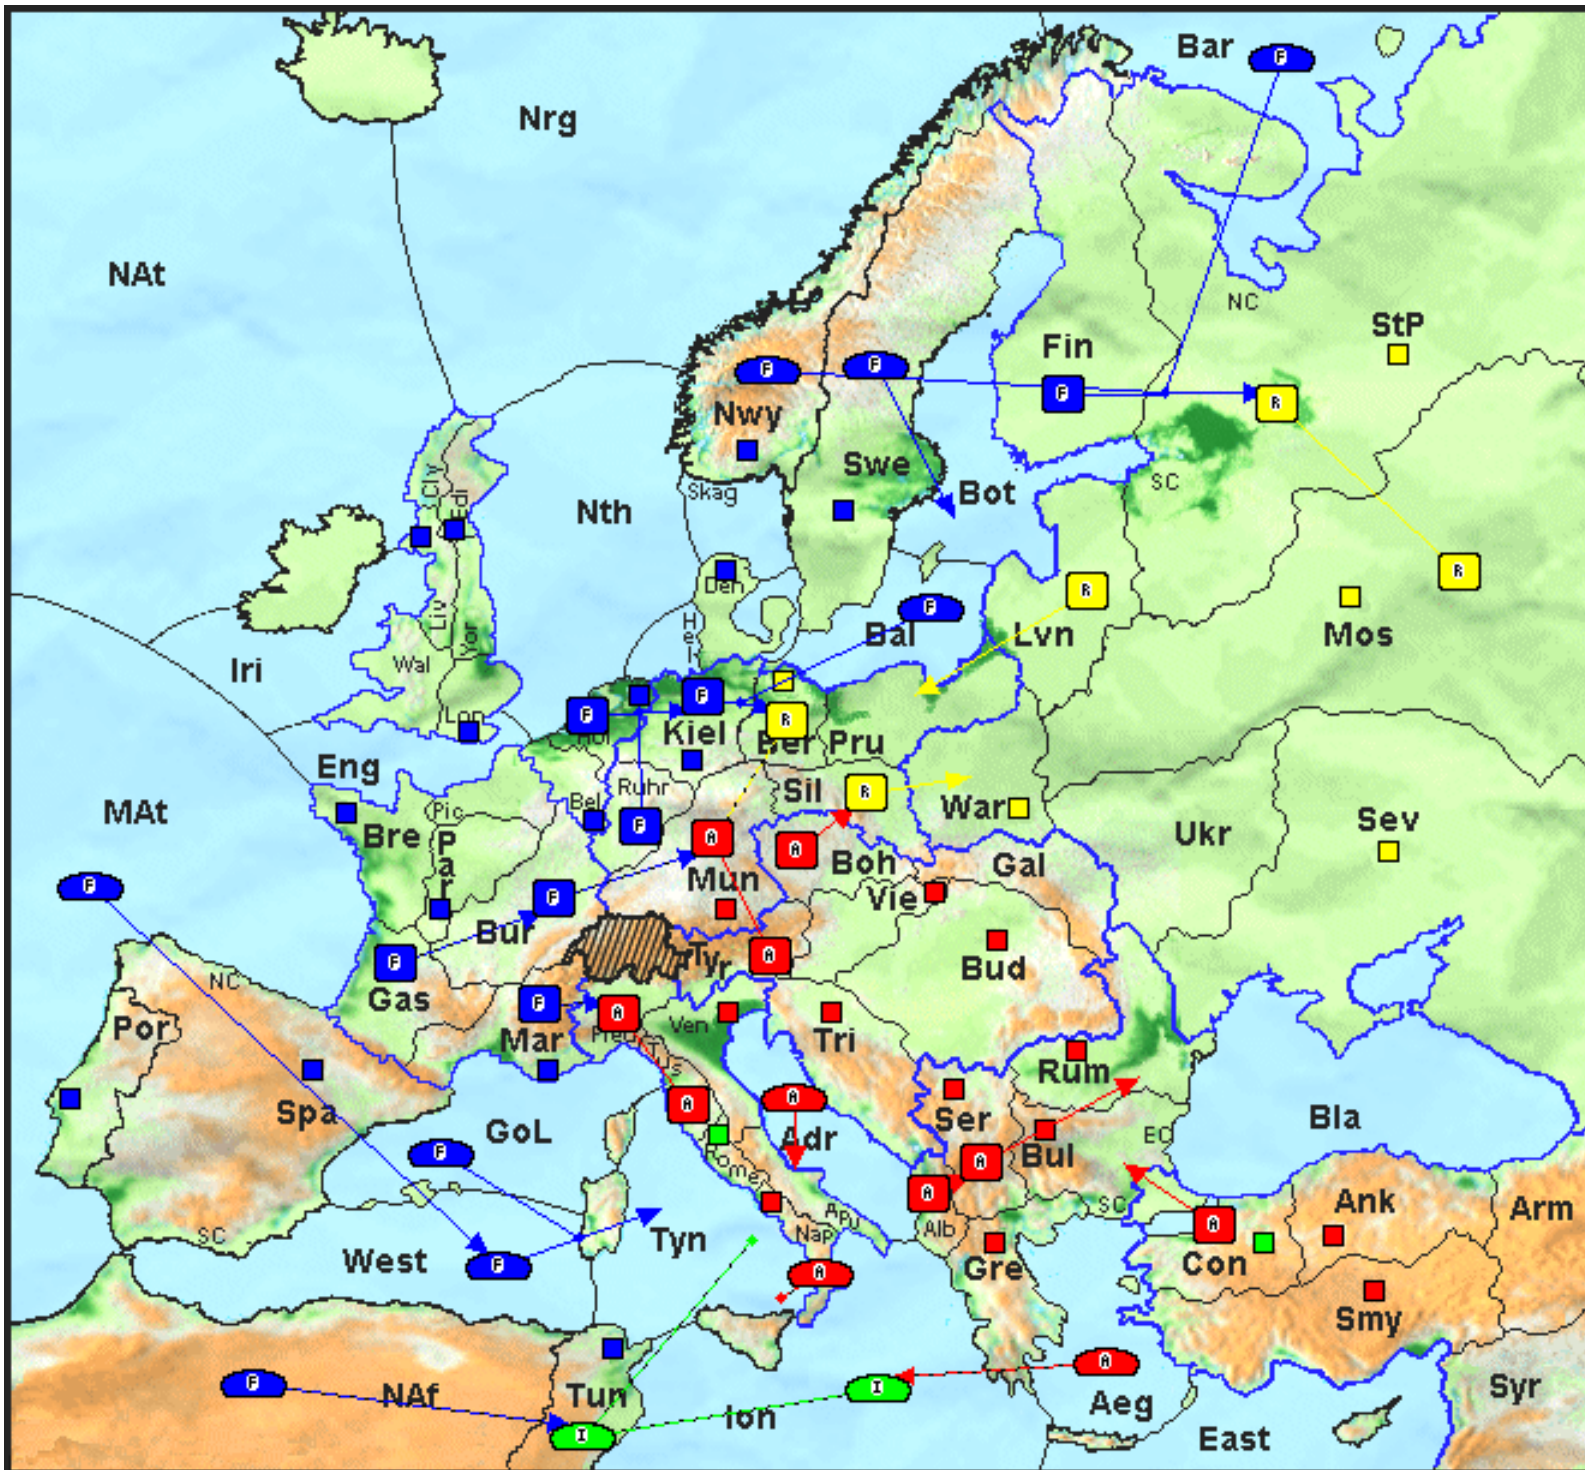 Bar
F
Nrg
NAt
NC
StP
Fin
F
F
F
R
Nwy
Swe
Skag
Bot
SC
Cly
Edl
Nth
Den
R
R
F
Bal
Lvn
Mos
Hel
Liv
Yor
Iri
Wal
Lon
F
F
R
Hol
Kiel
Ber
Pru
Eng
Ruhr
Sil
R
War
Bel
MAt
Pic
Bre
Par
F
A
A
Boh
Gal
Ukr
Sev
Mun
F
F
Vie
Bur
F
Tyr
A
Bud
NC
Gas
F
A
Por
Mar
Pied
Ven
Tri
Tus
Rum
Spa
A
A
Ser
GoL
Adr
Bul
EC
Bla
F
Rome
A
A
Alb
SC
Ank
Arm
SC
West
F
Tyn
Apu
Nap
A
Gre
A
Con
Smy
F
NAf
Tun
I
Ion
I
A
Aeg
Syr
East